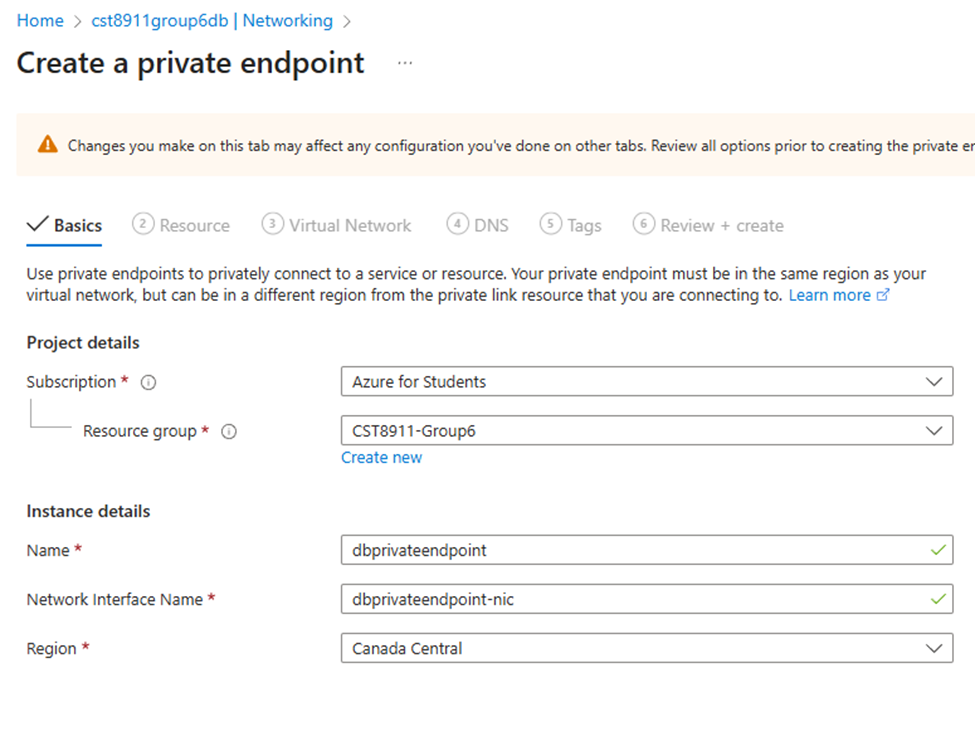 Home > cst8911group6db | Networking >
Create a private endpoint ...
Changes you make on this tab may affect any configuration you've done on other tabs. Review all options prior to creating the private
Basics 2 Resource 3 Virtual Network 4 DNS 5 Tags 6 Review + create
Use private endpoints to privately connect to a service or resource. Your private endpoint must be in the same region as your
virtual network, but can be in a different region from the private link resource that you are connecting to. Learn more
Project details
Subscription * Azure for Students
Resource group * CST8911-Group6
Create new
Instance details
Name * dbprivateendpoint
Network Interface Name * dbprivateendpoint-nic
Region * Canada Central